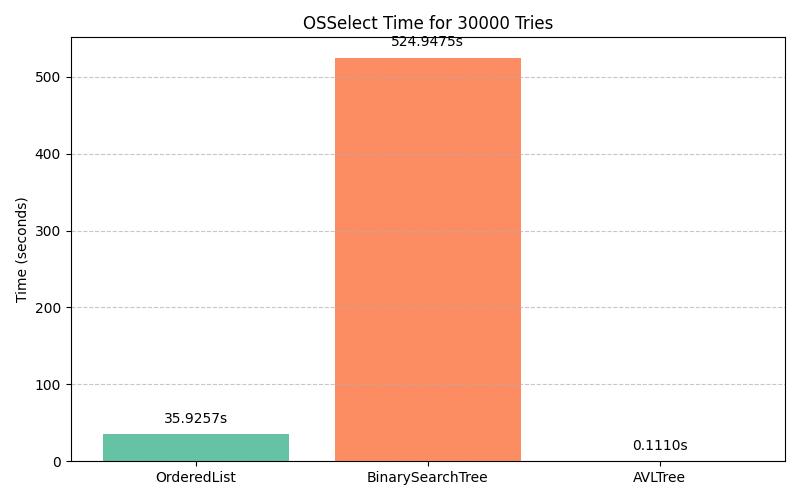 OSSelect Time for 30000 Tries
524.9475s
500
400
300
200
100
0
Time (seconds)
35.9257s
0.1110s
OrderedList
BinarySearchTree
AVLTree